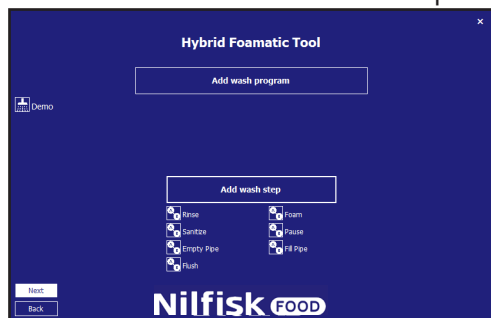 ×
Hybrid Foamatic Tool
Add wash program
Demo
Add wash step
Rinse
Foam
Sanitize
Pause
Empty Pipe
Fill Pipe
Flush
Next
Back
Nilfisk FOOD